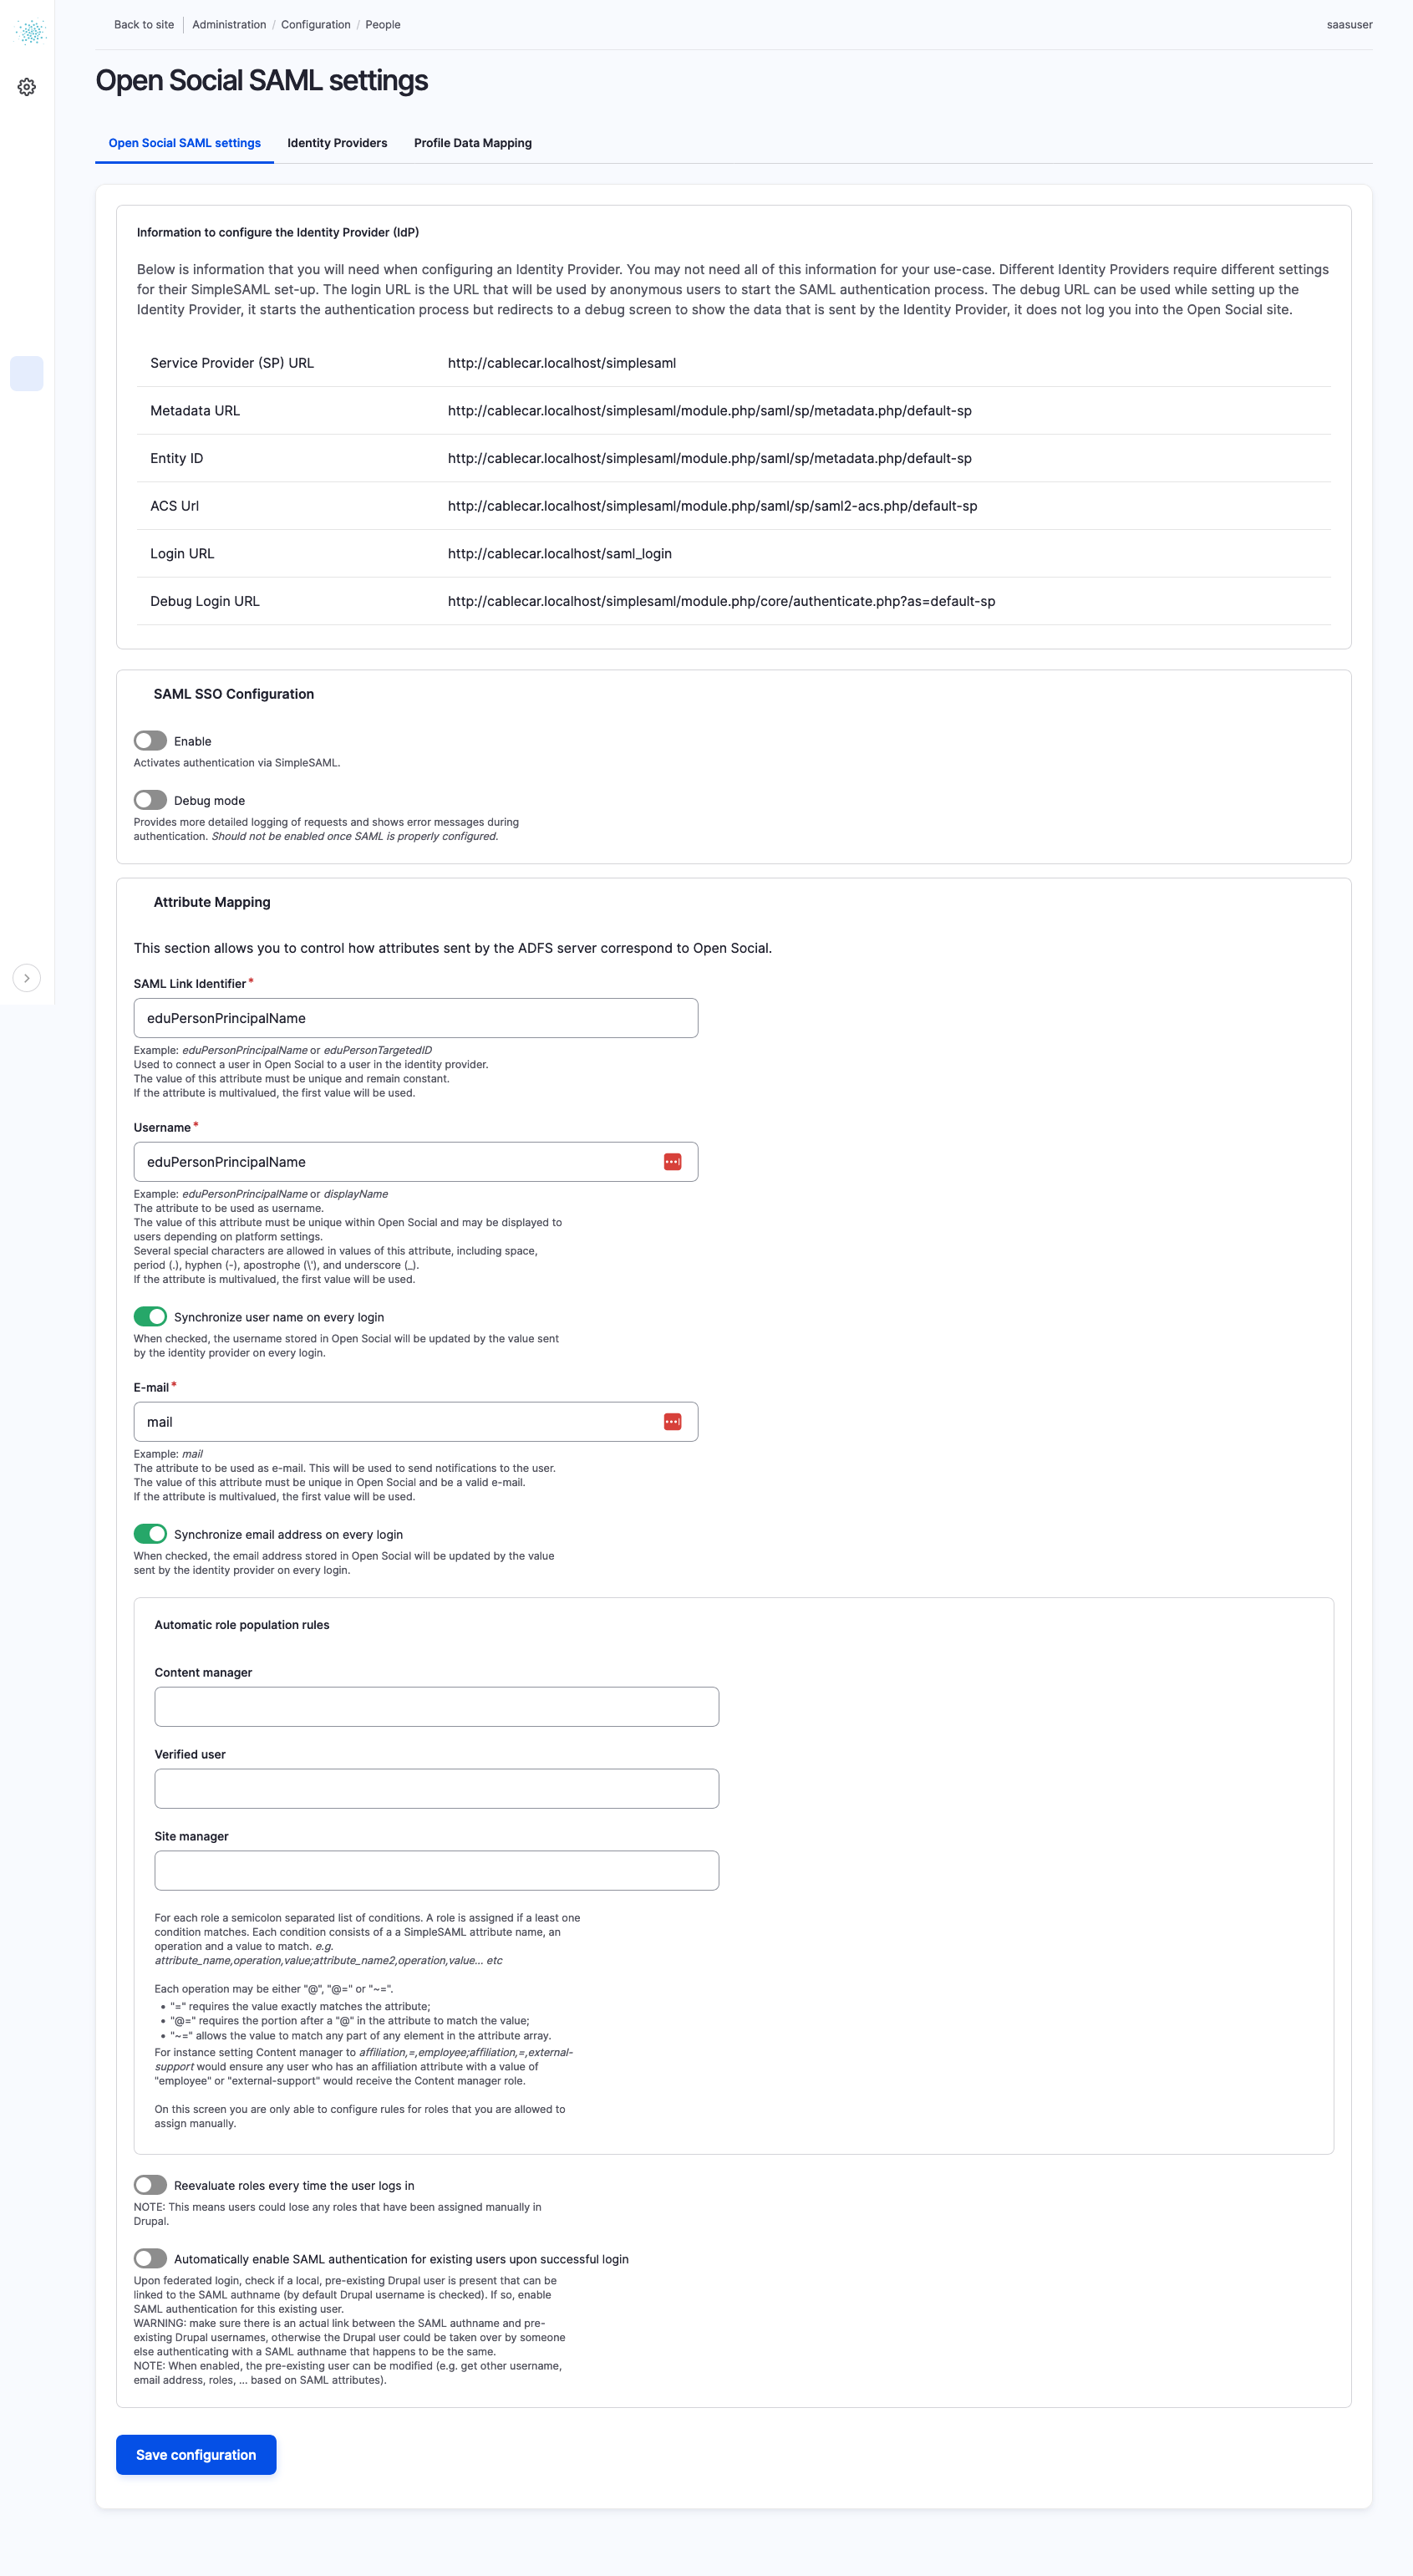 Back to site
Administration / Configuration / People
saasuser
Open Social SAML settings
Open Social SAML settings
Identity Providers
Profile Data Mapping
Information to configure the Identity Provider (IdP)
Below is information that you will need when configuring an Identity Provider. You may not need all of this information for your use-case. Different Identity Providers require different settings
for their SimpleSAML set-up. The login URL is the URL that will be used by anonymous users to start the SAML authentication process. The debug URL can be used while setting up the
Identity Provider, it starts the authentication process but redirects to a debug screen to show the data that is sent by the Identity Provider, it does not log you into the Open Social site.
Service Provider (SP) URL http://cablecar.localhost/simplesaml
Metadata URL http://cablecar.localhost/simplesaml/module.php/saml/sp/metadata.php/default-sp
Entity ID http://cablecar.localhost/simplesaml/module.php/saml/sp/metadata.php/default-sp
ACS Url http://cablecar.localhost/simplesaml/module.php/saml/sp/saml2-acs.php/default-sp
Login URL http://cablecar.localhost/saml_login
Debug Login URL http://cablecar.localhost/simplesaml/module.php/core/authenticate.php?as=default-sp
SAML SSO Configuration
Enable
Activates authentication via SimpleSAML.
Debug mode
Provides more detailed logging of requests and shows error messages during
authentication. Should not be enabled once SAML is properly configured.
Attribute Mapping
This section allows you to control how attributes sent by the ADFS server correspond to Open Social.
SAML Link Identifier *
eduPersonPrincipalName
Example: eduPersonPrincipalName or eduPersonTargetedID
Used to connect a user in Open Social to a user in the identity provider.
The value of this attribute must be unique and remain constant.
If the attribute is multivalued, the first value will be used.
Username *
eduPersonPrincipalName
Example: eduPersonPrincipalName or displayName
The attribute to be used as username.
The value of this attribute must be unique within Open Social and may be displayed to
users depending on platform settings.
Several special characters are allowed in values of this attribute, including space,
period (.), hyphen (-), apostrophe (\'), and underscore (_).
If the attribute is multivalued, the first value will be used.
Synchronize user name on every login
When checked, the username stored in Open Social will be updated by the value sent
by the identity provider on every login.
E-mail *
mail
Example: mail
The attribute to be used as e-mail. This will be used to send notifications to the user.
The value of this attribute must be unique in Open Social and be a valid e-mail.
If the attribute is multivalued, the first value will be used.
Synchronize email address on every login
When checked, the email address stored in Open Social will be updated by the value
sent by the identity provider on every login.
Automatic role population rules
Content manager
Verified user
Site manager
For each role a semicolon separated list of conditions. A role is assigned if a least one
condition matches. Each condition consists of a a SimpleSAML attribute name, an
operation and a value to match. e.g.
attribute_name,operation,value;attribute_name2,operation,value... etc
Each operation may be either "@", "@=" or "~=".
• "=" requires the value exactly matches the attribute;
• "@=" requires the portion after a "@" in the attribute to match the value;
• "~=" allows the value to match any part of any element in the attribute array.
For instance setting Content manager to affiliation,=,employee;affiliation,=,external-
support would ensure any user who has an affiliation attribute with a value of
"employee" or "external-support" would receive the Content manager role.
On this screen you are only able to configure rules for roles that you are allowed to
assign manually.
Reevaluate roles every time the user logs in
NOTE: This means users could lose any roles that have been assigned manually in
Drupal.
Automatically enable SAML authentication for existing users upon successful login
Upon federated login, check if a local, pre-existing Drupal user is present that can be
linked to the SAML authname (by default Drupal username is checked). If so, enable
SAML authentication for this existing user.
WARNING: make sure there is an actual link between the SAML authname and pre-
existing Drupal usernames, otherwise the Drupal user could be taken over by someone
else authenticating with a SAML authname that happens to be the same.
NOTE: When enabled, the pre-existing user can be modified (e.g. get other username,
email address, roles, ... based on SAML attributes).
Save configuration